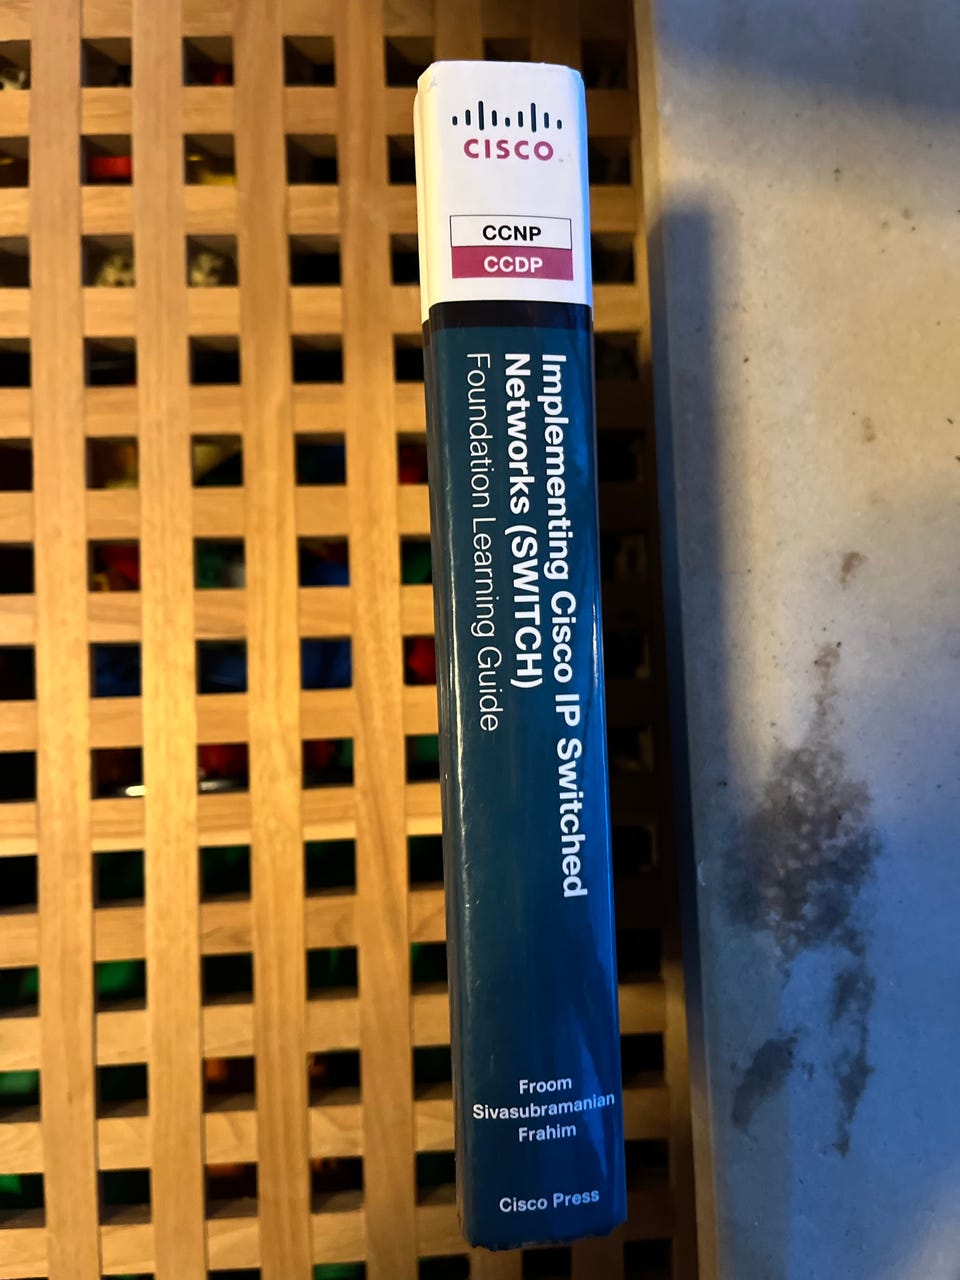 CISCO
CCNP
CCDP
Implementing Cisco IP Switched
Networks (SWITCH)
Foundation Learning Guide
Froom
Sivasubramanian
Frahim
Cisco Press